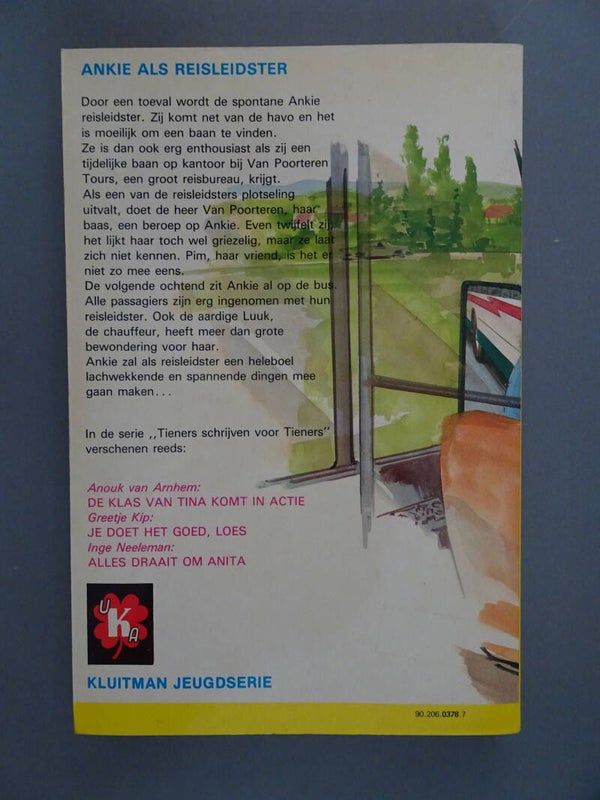 ANKIE ALS REISLEIDSTER
Door een toeval wordt de spontane Ankie
reisleidster. Zij komt net van de havo en het
is moeilijk om een baan te vinden.
Ze is dan ook erg enthousiast als zij een
tijdelijke baan op kantoor bij Van Poorteren
Tours, een groot reisbureau, krijgt.
Als een van de reisleidsters plotseling
uitvalt, doet de heer Van Poorteren, haar
baas, een beroep op Ankie. Even twijfelt zij,
het lijkt haar toch wel griezelig, maar ze laat
zich niet kennen. Pim, haar vriend, is het er
niet zo mee eens.
De volgende ochtend zit Ankie al op de bus.
Alle passagiers zijn erg ingenomen met hun
reisleidster. Ook de aardige Luuk,
de chauffeur, heeft meer dan grote
bewondering voor haar.
Ankie zal als reisleidster een heleboel
lachwekkende en spannende dingen mee
gaan maken...
In de serie ,,Tieners schrijven voor Tieners''
verschenen reeds:
Anouk van Arnhem:
DE KLAS VAN TINA KOMT IN ACTIE
Greetje Kip:
JE DOET HET GOED, LOES
Inge Neeleman:
ALLES DRAAIT OM ANITA
UKA
KLUITMAN JEUGDSERIE
90.206.0378.7